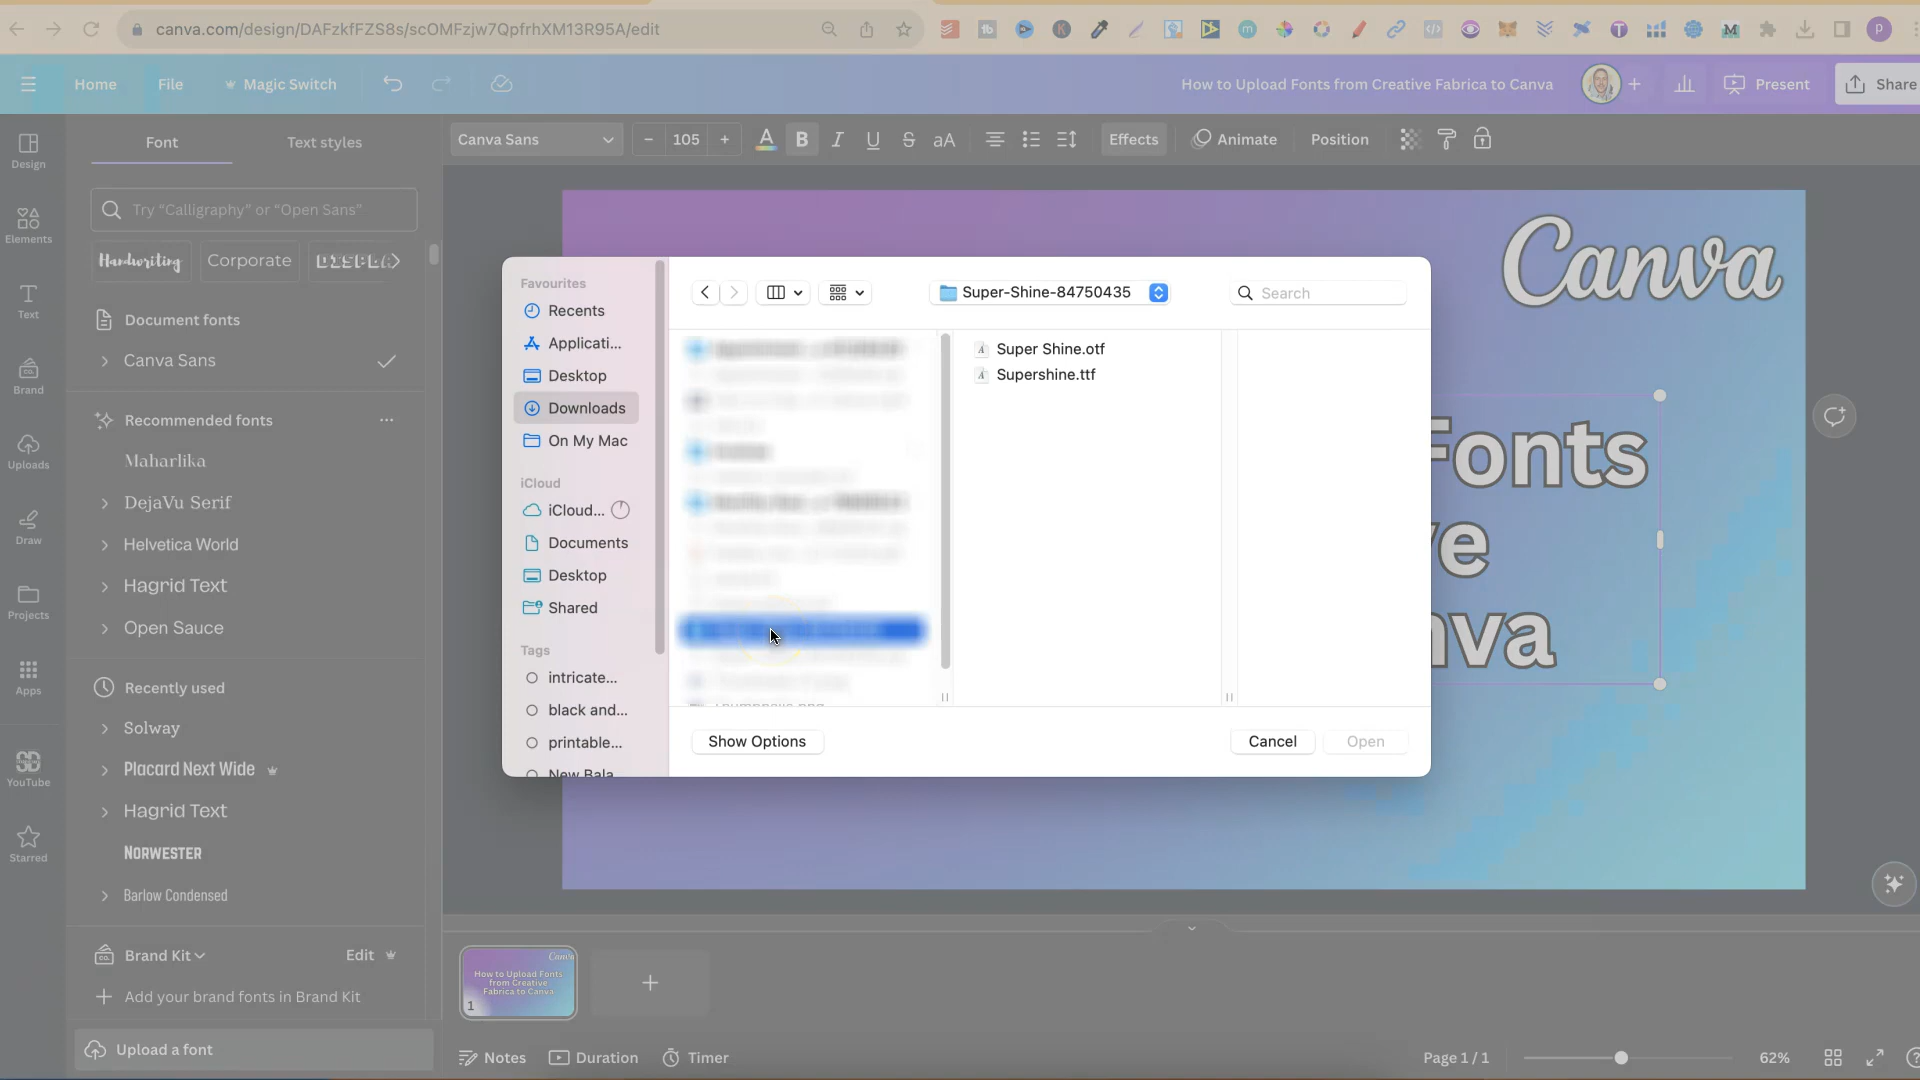 canva.com/design/DAFzkfFZS8s/scOMFzjw7QpfrhXM13R95A/edit
Home
File
Magic Switch
How to Upload Fonts from Creative Fabrica to Canva
Present
Share
Design
Elements
Text
Brand
Uploads
Draw
Projects
Apps
YouTube
Starred
Font
Text styles
Try “Calligraphy” or “Open Sans”
Handwriting
Corporate
Document fonts
Canva Sans
Recommended fonts
Maharlika
DejaVu Serif
Helvetica World
Hagrid Text
Open Sauce
Recently used
Solway
Placard Next Wide
Hagrid Text
Norwester
Barlow Condensed
Brand Kit
Edit
Add your brand fonts in Brand Kit
Upload a font
Canva Sans
105
B
I
U
S
aA
Effects
Animate
Position
Canva
Fonts
ve
nva
Favourites
Recents
Applicati...
Desktop
Downloads
On My Mac
iCloud
iCloud...
Documents
Desktop
Shared
Tags
intricate...
black and...
printable...
New Bala
Super-Shine-84750435
Search
Super Shine.otf
Supershine.ttf
Show Options
Cancel
Open
How to Upload Fonts
from Creative
Fabrica to Canva
1
Notes
Duration
Timer
Page 1 / 1
62%